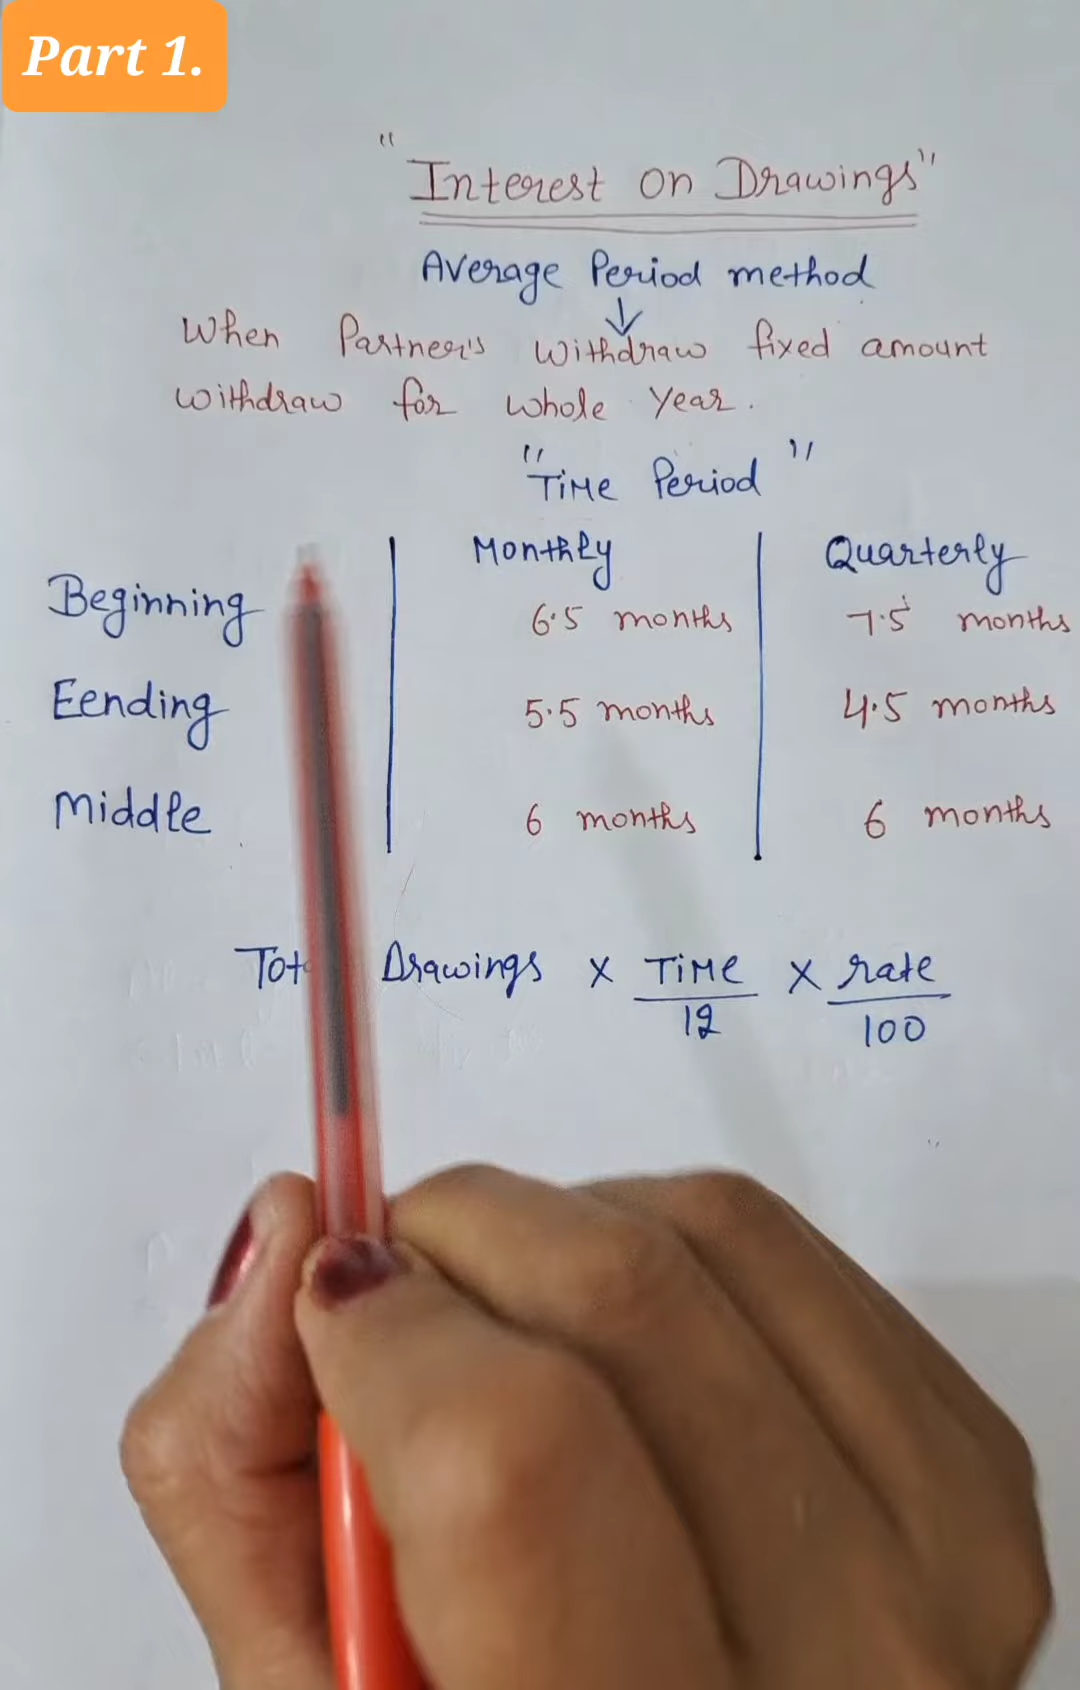 Part 1.
"Interest on Drawings"
Average Period method
↓
When Partner's withdraw fixed amount
withdraw for whole year.
"Time Period"
Monthly Quarterly
Beginning 6.5 months 7.5 months
Eending 5.5 months 4.5 months
Middle 6 months 6 months
Tot Drawings × Time/12 × rate/100